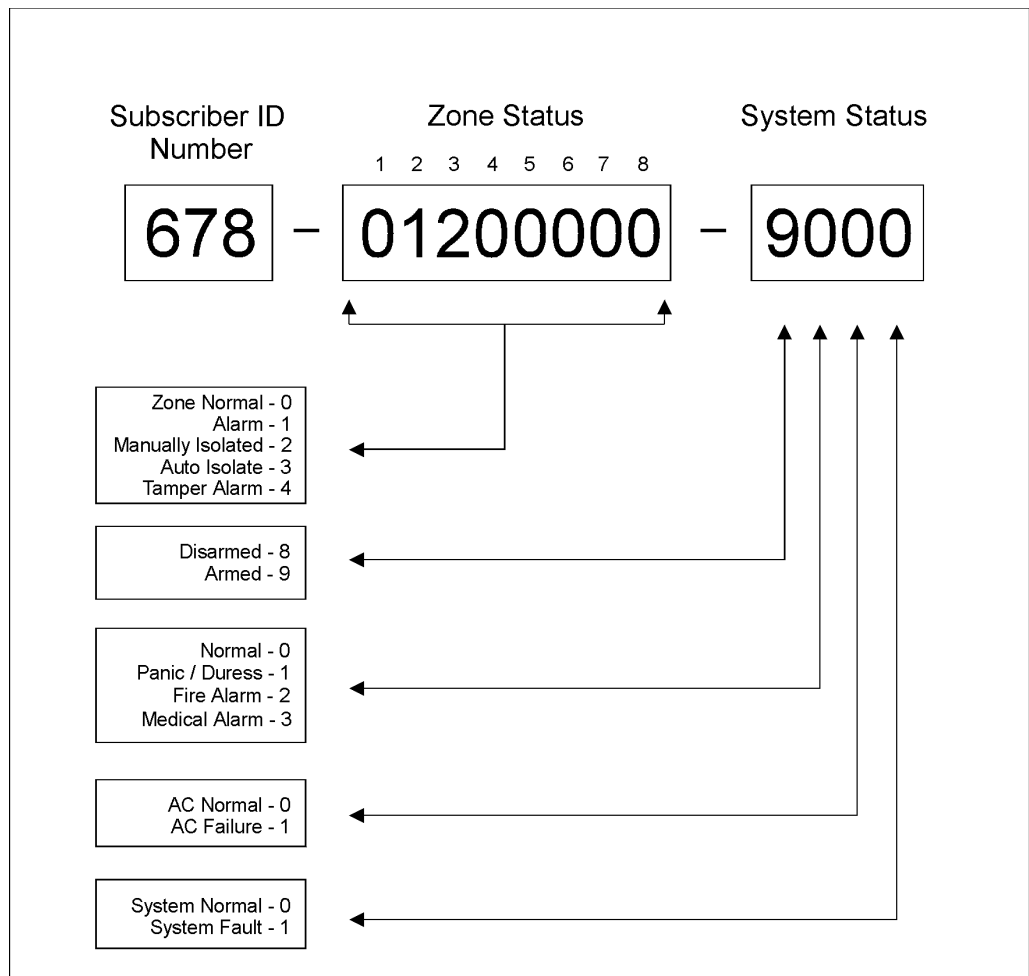 Subscriber ID Number
Zone Status
System Status
1 2 3 4 5 6 7 8
678 – 01200000 – 9000
Zone Normal - 0
Alarm - 1
Manually Isolated - 2
Auto Isolate - 3
Tamper Alarm - 4
Disarmed - 8
Armed - 9
Normal - 0
Panic / Duress - 1
Fire Alarm - 2
Medical Alarm - 3
AC Normal - 0
AC Failure - 1
System Normal - 0
System Fault - 1